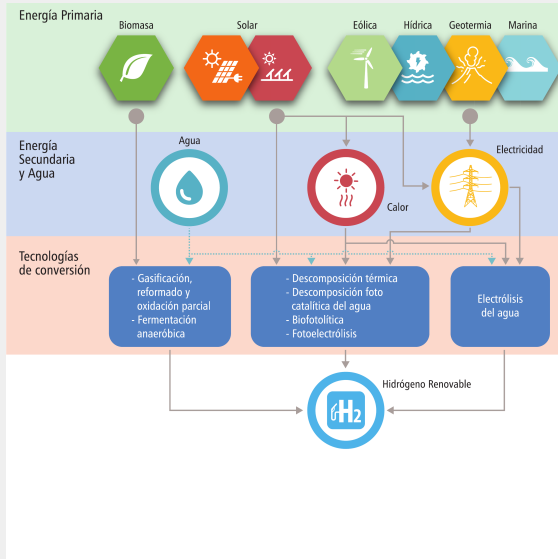 Energía Primaria
Biomasa
Solar
Eólica
Hídrica
Geotermia
Marina
Energía
Secundaria
y Agua
Agua
Calor
Electricidad
Tecnologías
de conversión
- Gasificación,
reformado y
oxidación parcial
- Fermentación
anaeróbica
- Descomposición térmica
- Descomposición foto
catalítica del agua
- Biofotolítica
- Fotoelectrólisis
Electrólisis
del agua
Hidrógeno Renovable
H2